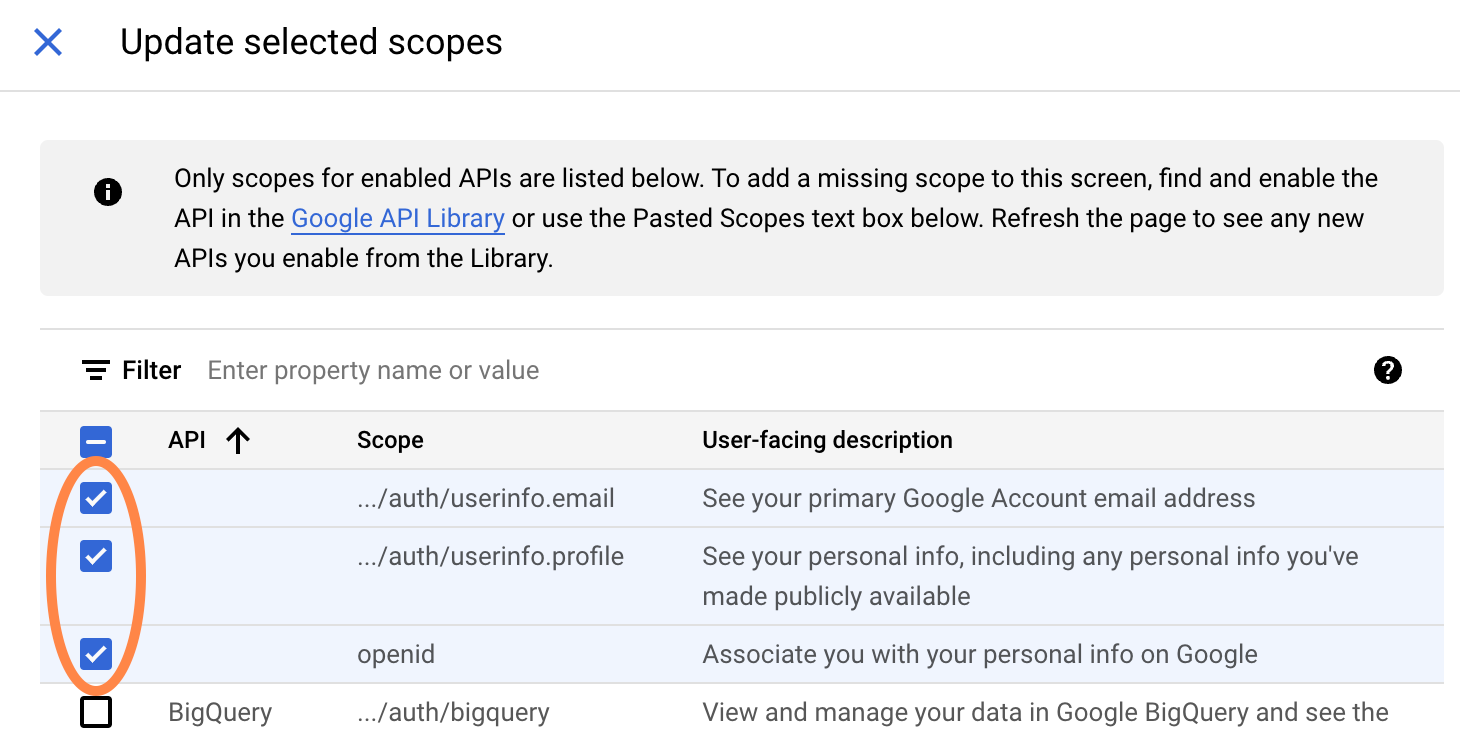 Update selected scopes
Only scopes for enabled APIs are listed below. To add a missing scope to this screen, find and enable the
API in the Google API Library or use the Pasted Scopes text box below. Refresh the page to see any new
APIs you enable from the Library.
Filter Enter property name or value
API Scope User-facing description
.../auth/userinfo.email See your primary Google Account email address
.../auth/userinfo.profile See your personal info, including any personal info you've
made publicly available
openid Associate you with your personal info on Google
BigQuery .../auth/bigquery View and manage your data in Google BigQuery and see the